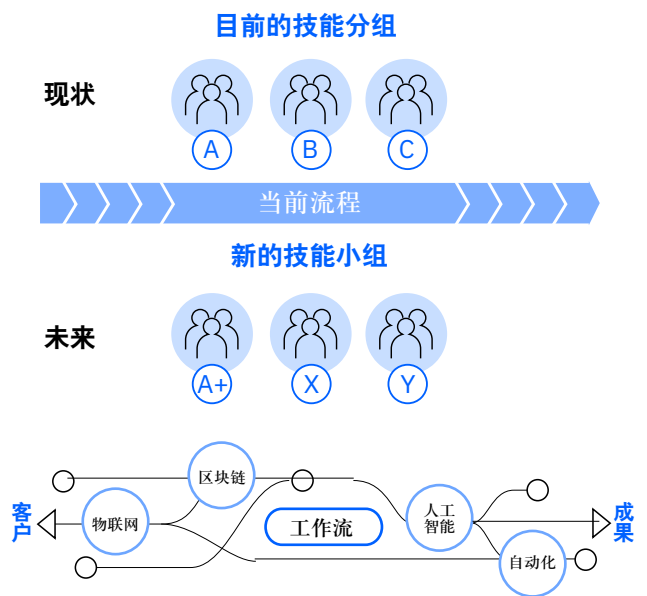 目前的技能分组
现状
A
B
C
当前流程
新的技能小组
未来
A+
X
Y
区块链
物联网
客户
工作流
人工
智能
成果
自动化